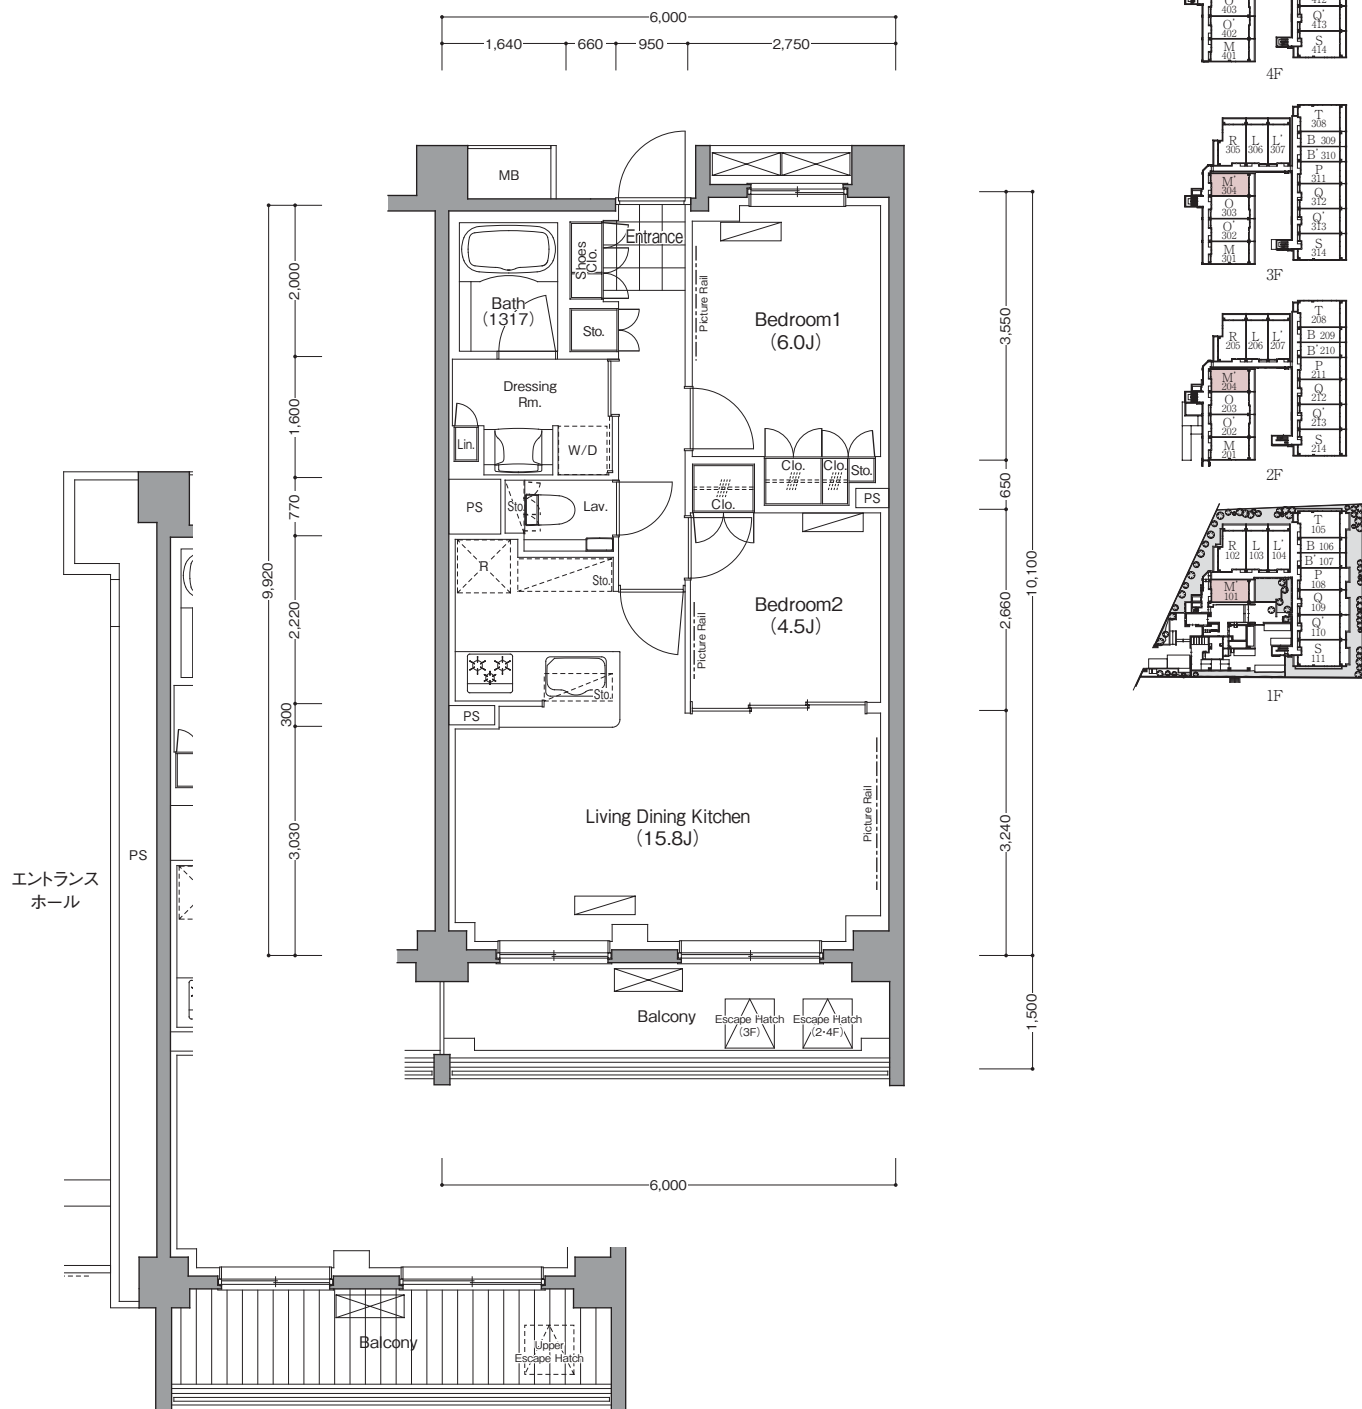 6,000
1,640
660
950
2,750
MB
Entrance
Shoes
Clo.
Bath
(1317)
Sto.
Picture Rail
Bedroom1
(6.0J)
Dressing
Rm.
Lin.
W/D
Clo.
Clo.
Sto.
PS
Clo.
PS
Sto.
Lav.
R
Sto.
Bedroom2
(4.5J)
Picture Rail
Sto.
PS
Living Dining Kitchen
(15.8J)
Picture Rail
Balcony
Escape Hatch
(3F)
Escape Hatch
(2・4F)
2,000
1,600
770
2,220
300
3,030
9,920
3,550
650
2,660
3,240
10,100
1,500
6,000
PS
エントランス
ホール
Balcony
Upper
Escape Hatch
403
O'
402
M
401
412
Q'
413
S
414
4F
R
305
L
306
L'
307
M'
304
O
303
O'
302
M
301
T
308
B 309
B' 310
P
311
Q
312
Q'
313
S
314
3F
R
205
L
206
L'
207
M'
204
O
203
O'
202
M
201
T
208
B 209
B' 210
P
211
Q
212
Q'
213
S
214
2F
R
102
L
103
L'
104
M'
101
T
105
B 106
B' 107
P
108
Q
109
Q'
110
S
111
1F